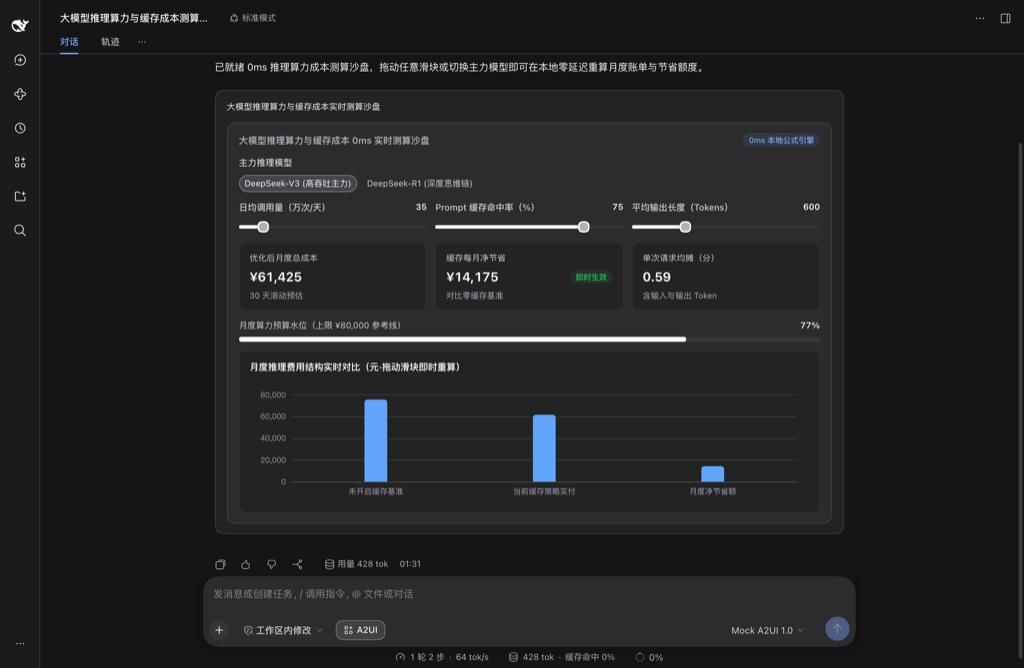 大模型推理算力与缓存成本测算... 标准模式 ...
对话 轨迹 ...
已就绪 0ms 推理算力成本测算沙盘，拖动任意滑块或切换主力模型即可在本地零延迟重算月度账单与节省额度。
大模型推理算力与缓存成本实时测算沙盘
大模型推理算力与缓存成本 0ms 实时测算沙盘 0ms 本地公式引擎
主力推理模型
DeepSeek-V3 (高吞吐主力) DeepSeek-R1 (深度思维链)
日均调用量（万次/天） 35 Prompt 缓存命中率（%） 75 平均输出长度（Tokens） 600
优化后月度总成本 缓存每月净节省 单次请求均摊（分）
¥61,425 ¥14,175 即时生效 0.59
30 天滚动预估 对比零缓存基准 含输入与输出 Token
月度算力预算水位（上限 ¥80,000 参考线） 77%
月度推理费用结构实时对比（元·拖动滑块即时重算）
80,000
60,000
40,000
20,000
0
未开启缓存基准 当前缓存策略实付 月度净节省额
用量 428 tok 01:31
发消息或创建任务, / 调用指令, @ 文件或对话
工作区内修改 A2UI Mock A2UI 1.0
1 轮 2 步 · 64 tok/s 428 tok · 缓存命中 0% 0%